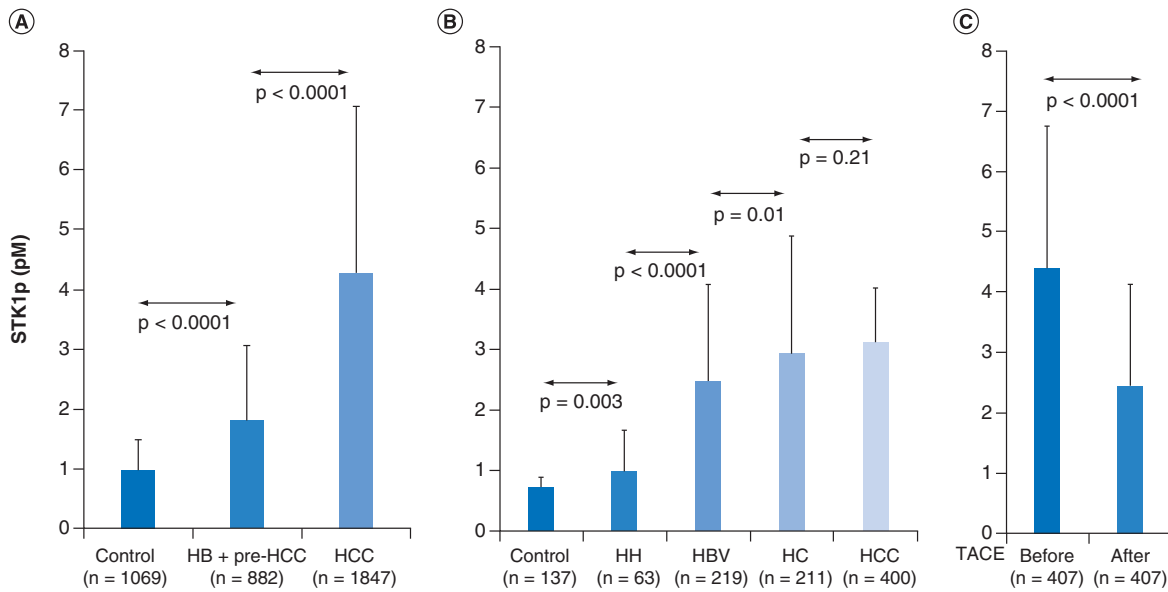 A
STK1p (pM)
8
7
6
5
4
3
2
1
0
p < 0.0001
p < 0.0001
Control
(n = 1069)
HB + pre-HCC
(n = 882)
HCC
(n = 1847)
B
8
7
6
5
4
3
2
1
0
p = 0.003
p < 0.0001
p = 0.01
p = 0.21
Control
(n = 137)
HH
(n = 63)
HBV
(n = 219)
HC
(n = 211)
HCC
(n = 400)
C
8
7
6
5
4
3
2
1
0
p < 0.0001
TACE
Before
(n = 407)
After
(n = 407)